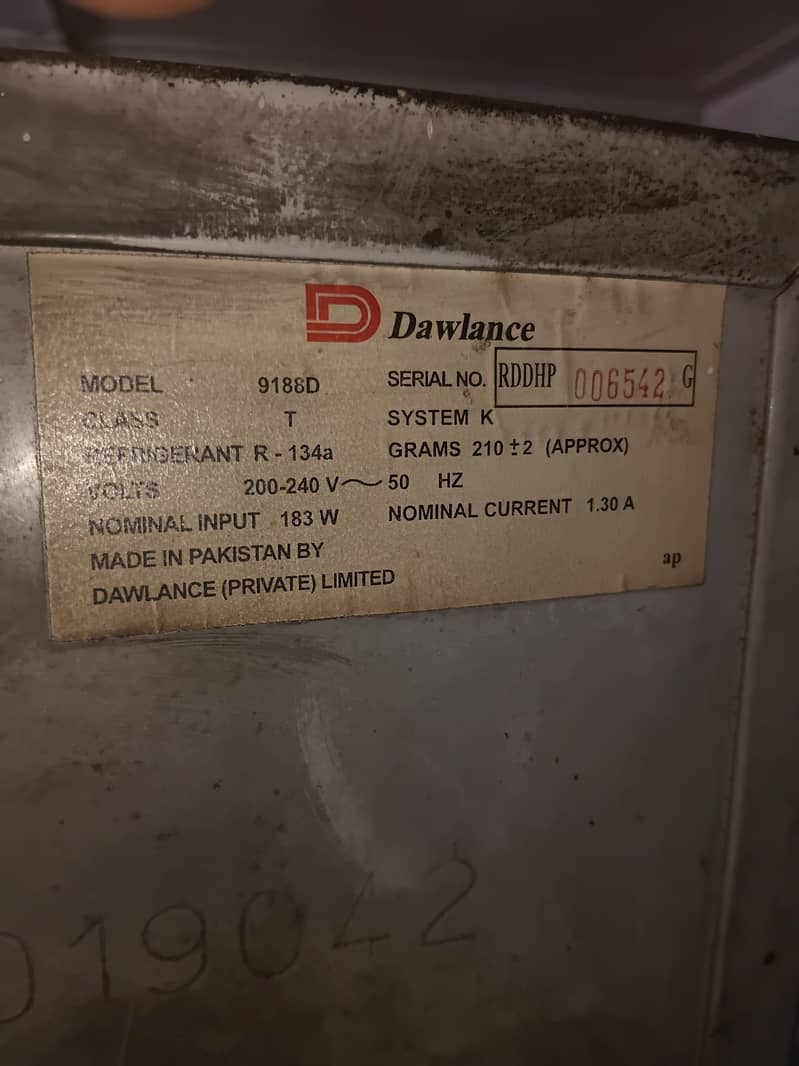 Dawlance
MODEL 9188D SERIAL NO. RDDHP 006542 G
CLASS T SYSTEM K
REFRIGERANT R - 134a GRAMS 210 ±2 (APPROX)
VOLTS 200-240 V~ 50 HZ
NOMINAL INPUT 183 W NOMINAL CURRENT 1.30 A
MADE IN PAKISTAN BY
DAWLANCE (PRIVATE) LIMITED
ap
019042